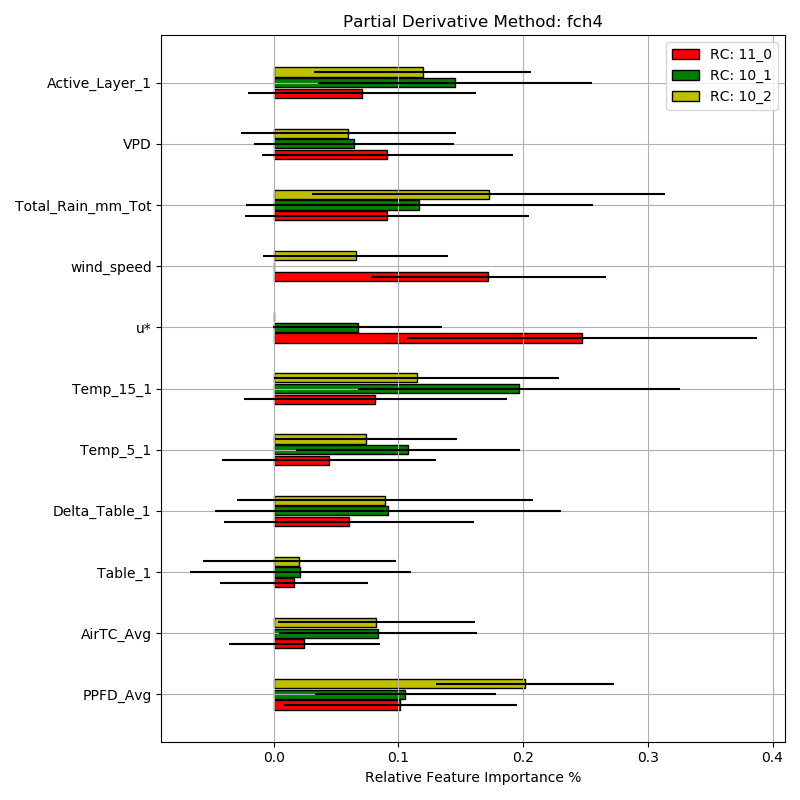 Partial Derivative Method: fch4
RC: 11_0
RC: 10_1
RC: 10_2
Active_Layer_1
VPD
Total_Rain_mm_Tot
wind_speed
u*
Temp_15_1
Temp_5_1
Delta_Table_1
Table_1
AirTC_Avg
PPFD_Avg
0.0 0.1 0.2 0.3 0.4
Relative Feature Importance %